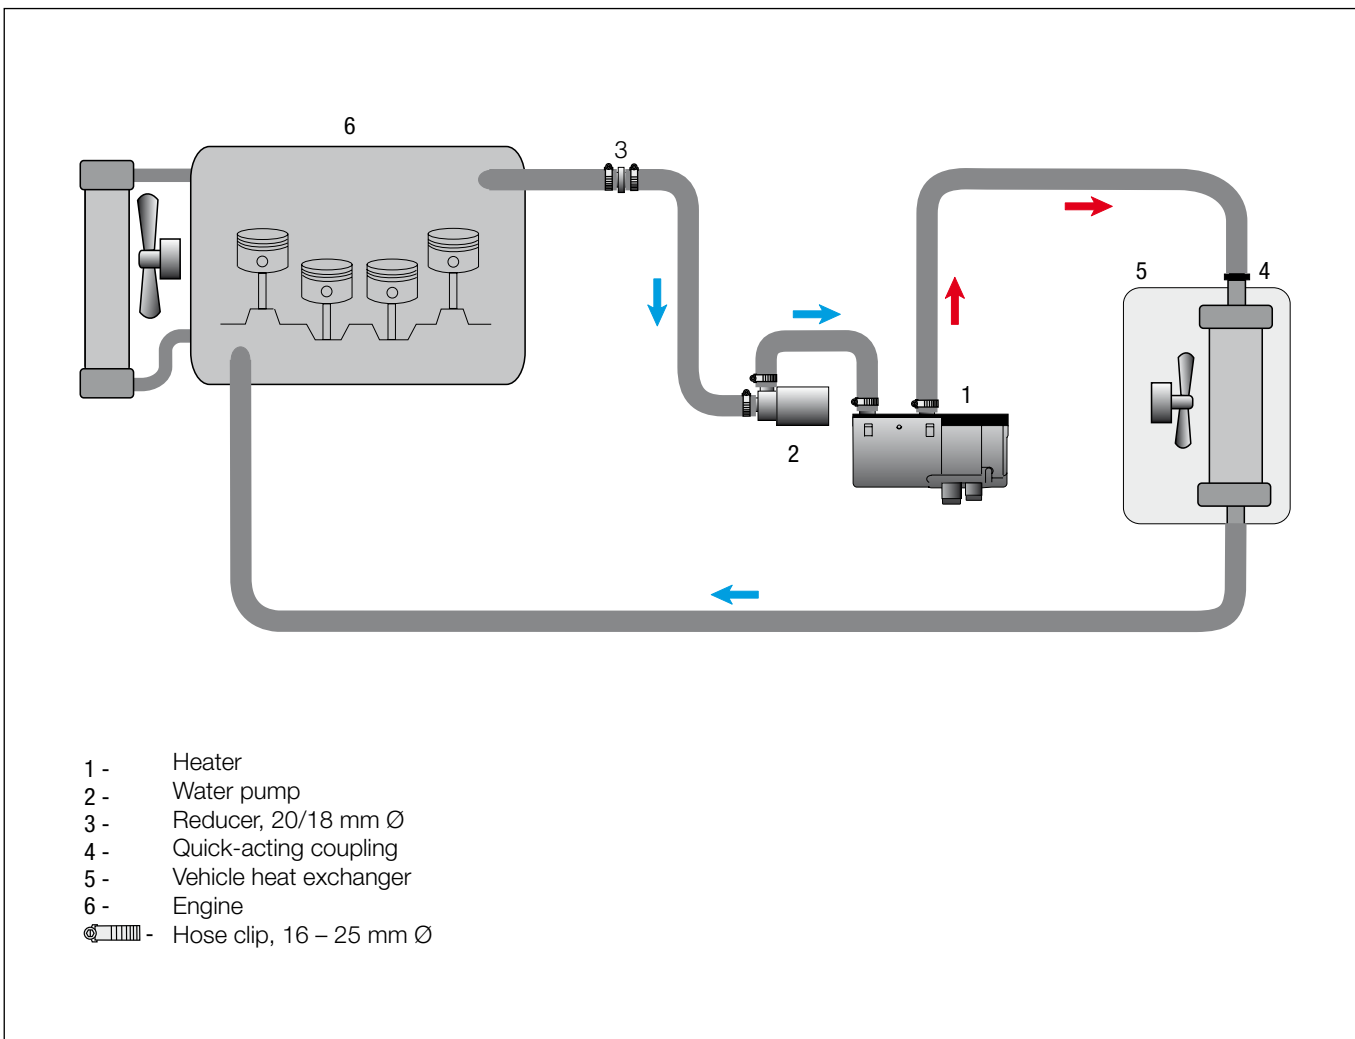 6
3
5
4
1
2
1 - Heater
2 - Water pump
3 - Reducer, 20/18 mm Ø
4 - Quick-acting coupling
5 - Vehicle heat exchanger
6 - Engine
- Hose clip, 16 – 25 mm Ø